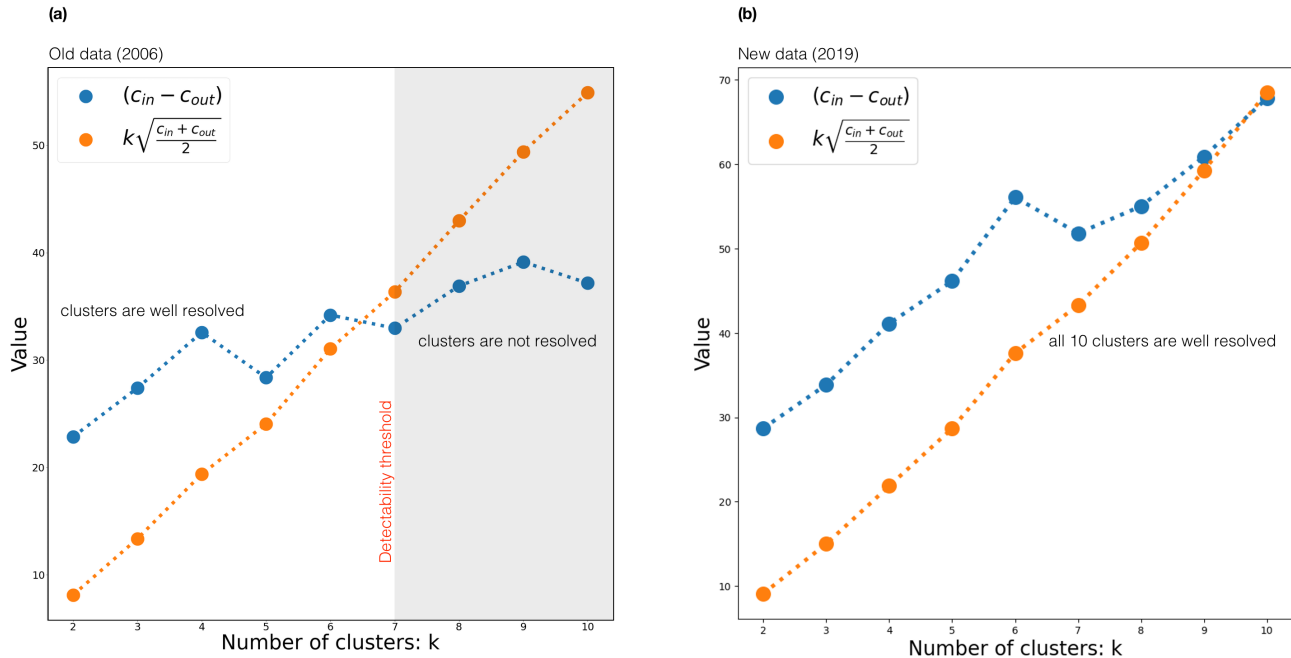 (a)
Old data (2006)
(c_in − c_out)
k√((c_in + c_out)/2)
50
40
30
20
10
Value
clusters are well resolved
clusters are not resolved
Detectability threshold
2 3 4 5 6 7 8 9 10
Number of clusters: k
(b)
New data (2019)
(c_in − c_out)
k√((c_in + c_out)/2)
70
60
50
40
30
20
10
Value
all 10 clusters are well resolved
2 3 4 5 6 7 8 9 10
Number of clusters: k